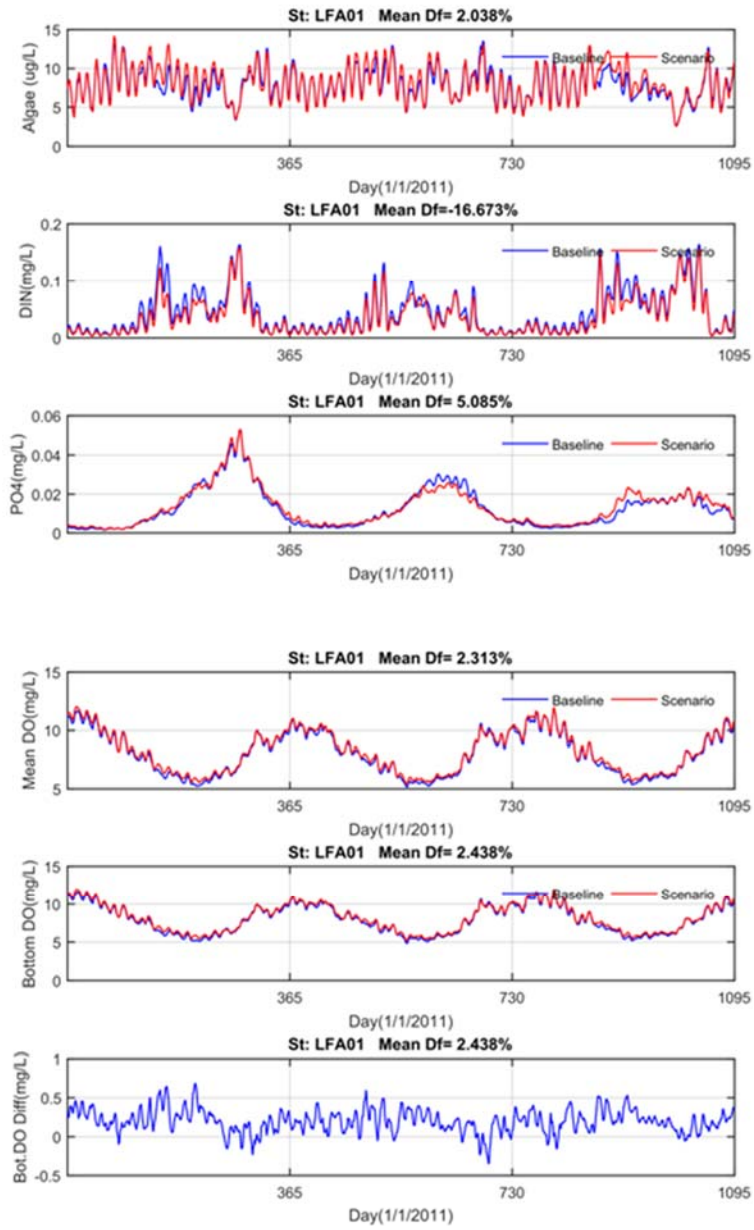 St: LFA01 Mean Df= 2.038%
Algae (ug/L)
15
10
5
0
Baseline Scenario
365 730 1095
Day(1/1/2011)
St: LFA01 Mean Df=-16.673%
DIN(mg/L)
0.2
0.1
0
Baseline Scenario
365 730 1095
Day(1/1/2011)
St: LFA01 Mean Df= 5.085%
PO4(mg/L)
0.06
0.04
0.02
0
Baseline Scenario
365 730 1095
Day(1/1/2011)
St: LFA01 Mean Df= 2.313%
Mean DO(mg/L)
15
10
5
Baseline Scenario
365 730 1095
Day(1/1/2011)
St: LFA01 Mean Df= 2.438%
Bottom DO(mg/L)
15
10
5
0
Baseline Scenario
365 730 1095
Day(1/1/2011)
St: LFA01 Mean Df= 2.438%
Bot.DO Diff(mg/L)
1
0.5
0
-0.5
365 730 1095
Day(1/1/2011)